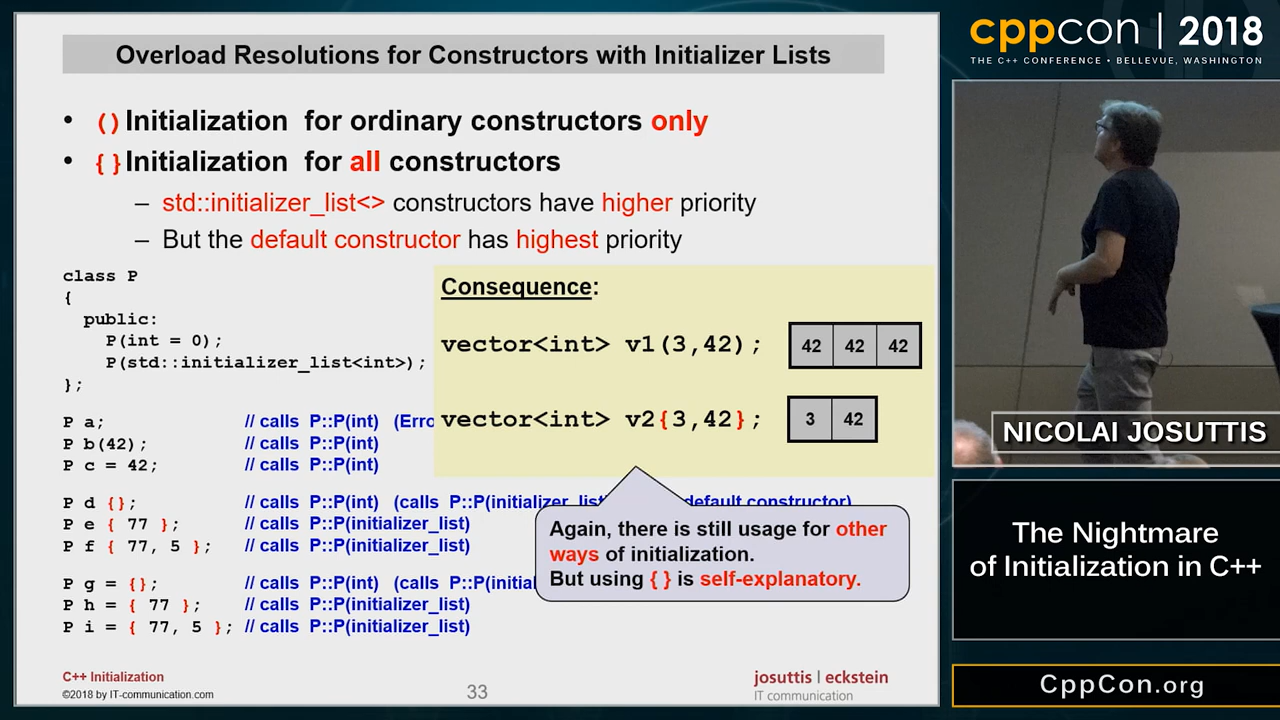 Overload Resolutions for Constructors with Initializer Lists
• () Initialization for ordinary constructors only
• { } Initialization for all constructors
– std::initializer_list<> constructors have higher priority
– But the default constructor has highest priority
class P
{
public:
P(int = 0);
P(std::initializer_list<int>);
};
P a; // calls P::P(int) (Erro
P b(42); // calls P::P(int)
P c = 42; // calls P::P(int)
P d {}; // calls P::P(int) (calls P::P(initializer_list default constructor)
P e { 77 }; // calls P::P(initializer_list)
P f { 77, 5 }; // calls P::P(initializer_list)
P g = {}; // calls P::P(int) (calls P::P(initial
P h = { 77 }; // calls P::P(initializer_list)
P i = { 77, 5 }; // calls P::P(initializer_list)
Consequence:
vector<int> v1(3,42); 42 42 42
vector<int> v2{3,42}; 3 42
Again, there is still usage for other
ways of initialization.
But using { } is self-explanatory.
C++ Initialization
©2018 by IT-communication.com
33
josuttis | eckstein
IT communication
cppcon | 2018
THE C++ CONFERENCE • BELLEVUE, WASHINGTON
NICOLAI JOSUTTIS
The Nightmare
of Initialization in C++
CppCon.org